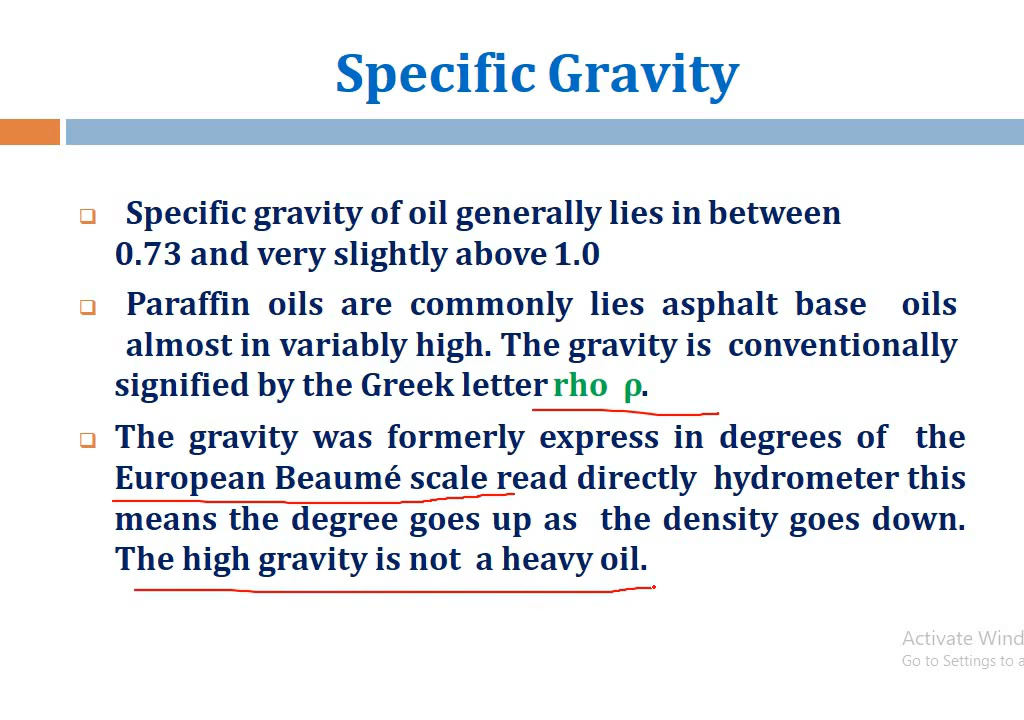 Specific Gravity
❑ Specific gravity of oil generally lies in between
0.73 and very slightly above 1.0
❑ Paraffin oils are commonly lies asphalt base oils
almost in variably high. The gravity is conventionally
signified by the Greek letter rho ρ.
❑ The gravity was formerly express in degrees of the
European Beaumé scale read directly hydrometer this
means the degree goes up as the density goes down.
The high gravity is not a heavy oil.
Activate Wind
Go to Settings to a